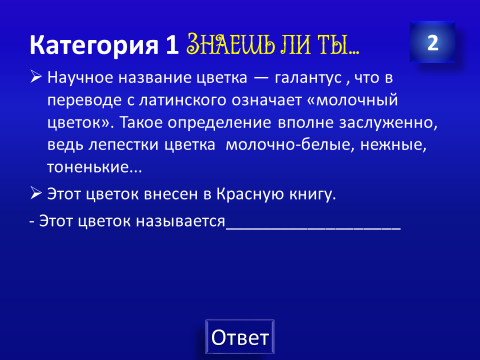 Категория 1 Знаешь ли ты...
2
Научное название цветка — галантус , что в
переводе с латинского означает «молочный
цветок». Такое определение вполне заслуженно,
ведь лепестки цветка  молочно-белые, нежные,
тоненькие...
Этот цветок внесен в Красную книгу.
- Этот цветок называется___________________
Ответ